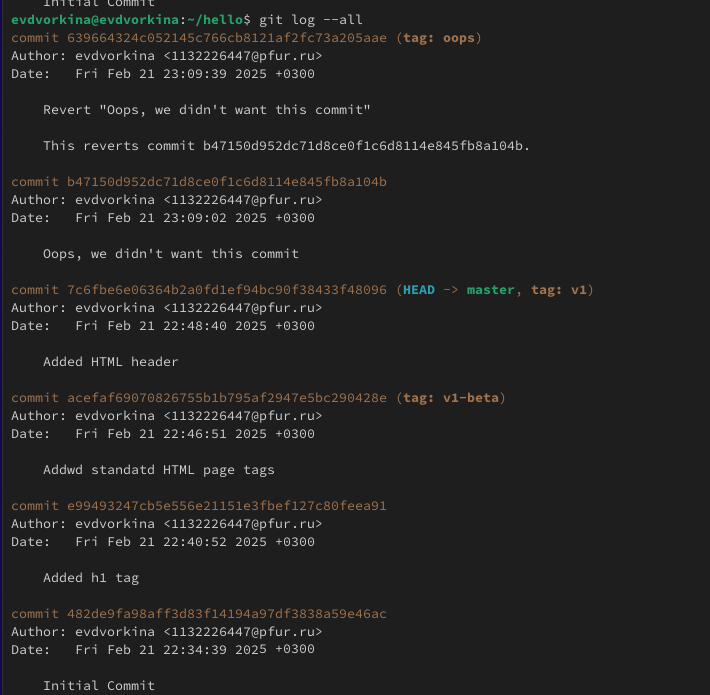 Initial Commit
evdvorkina@evdvorkina:~/hello$ git log --all
commit 639664324c052145c766cb8121af2fc73a205aae (tag: oops)
Author: evdvorkina <1132226447@pfur.ru>
Date:   Fri Feb 21 23:09:39 2025 +0300
Revert "Oops, we didn't want this commit"
This reverts commit b47150d952dc71d8ce0f1c6d8114e845fb8a104b.
commit b47150d952dc71d8ce0f1c6d8114e845fb8a104b
Author: evdvorkina <1132226447@pfur.ru>
Date:   Fri Feb 21 23:09:02 2025 +0300
Oops, we didn't want this commit
commit 7c6fbe6e06364b2a0fd1ef94bc90f38433f48096 (HEAD -> master, tag: v1)
Author: evdvorkina <1132226447@pfur.ru>
Date:   Fri Feb 21 22:48:40 2025 +0300
Added HTML header
commit acefaf69070826755b1b795af2947e5bc290428e (tag: v1-beta)
Author: evdvorkina <1132226447@pfur.ru>
Date:   Fri Feb 21 22:46:51 2025 +0300
Addwd standatd HTML page tags
commit e99493247cb5e556e21151e3fbef127c80feea91
Author: evdvorkina <1132226447@pfur.ru>
Date:   Fri Feb 21 22:40:52 2025 +0300
Added h1 tag
commit 482de9fa98aff3d83f14194a97df3838a59e46ac
Author: evdvorkina <1132226447@pfur.ru>
Date:   Fri Feb 21 22:34:39 2025 +0300
Initial Commit